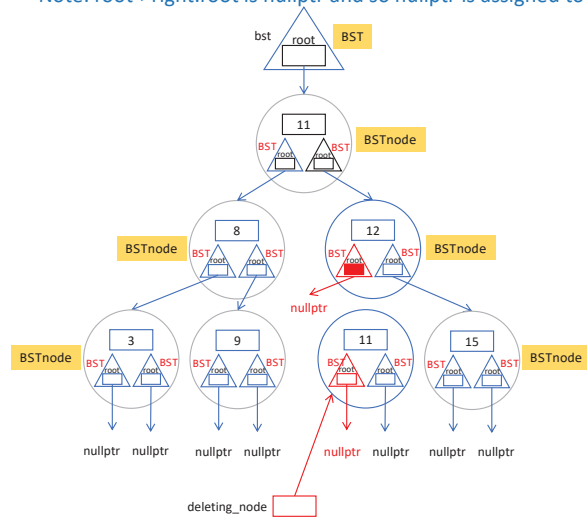 Note: root->right.root is nullptr and so nullptr is assigned to
bst
root
BST
11
BST
root
root
BST
BSTnode
BSTnode
8
BST
root
root
BST
12
BST
root
root
BST
BSTnode
nullptr
BSTnode
3
BST
root
root
BST
9
BST
root
root
BST
11
BST
root
root
BST
15
BST
root
root
BST
BSTnode
nullptr nullptr nullptr nullptr nullptr nullptr nullptr nullptr
deleting_node